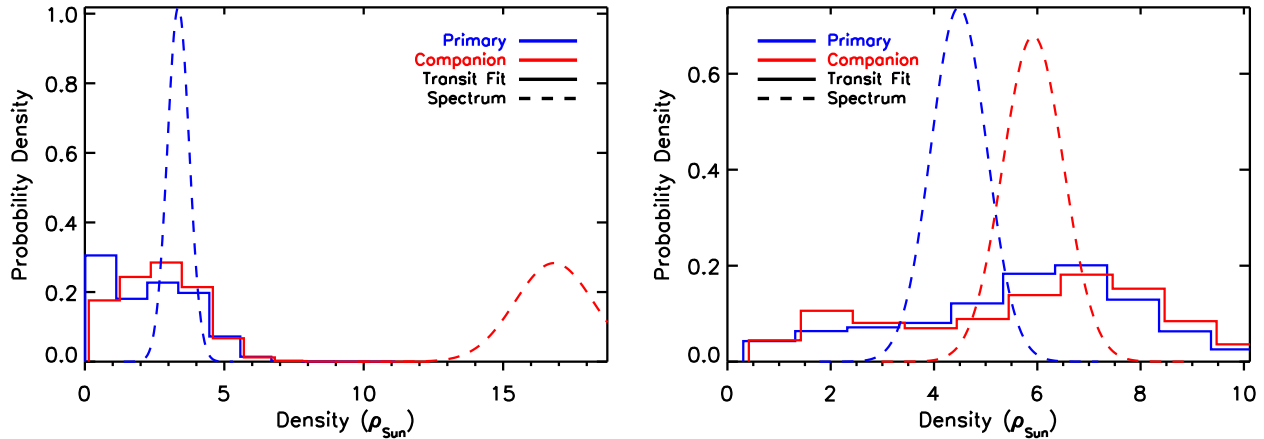 1.0
0.8
0.6
0.4
0.2
0.0
Probability Density
Primary
Companion
Transit Fit
Spectrum
0 5 10 15
Density (ρSun)
0.6
0.4
0.2
0.0
Probability Density
Primary
Companion
Transit Fit
Spectrum
2 4 6 8 10
Density (ρSun)